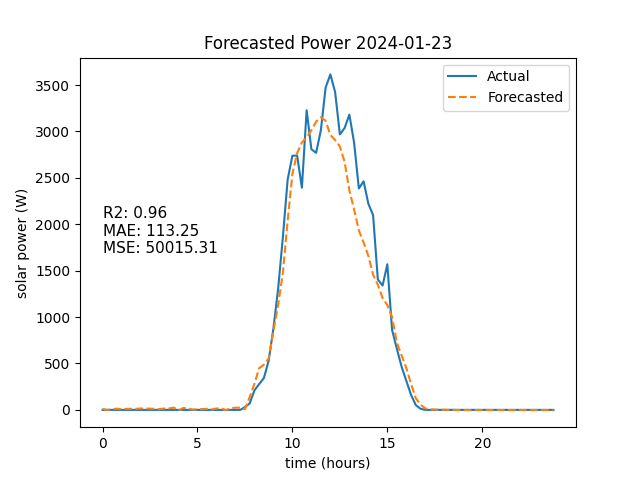 Forecasted Power 2024-01-23
Actual
Forecasted
3500
3000
2500
2000
1500
1000
500
0
solar power (W)
R2: 0.96
MAE: 113.25
MSE: 50015.31
0 5 10 15 20
time (hours)